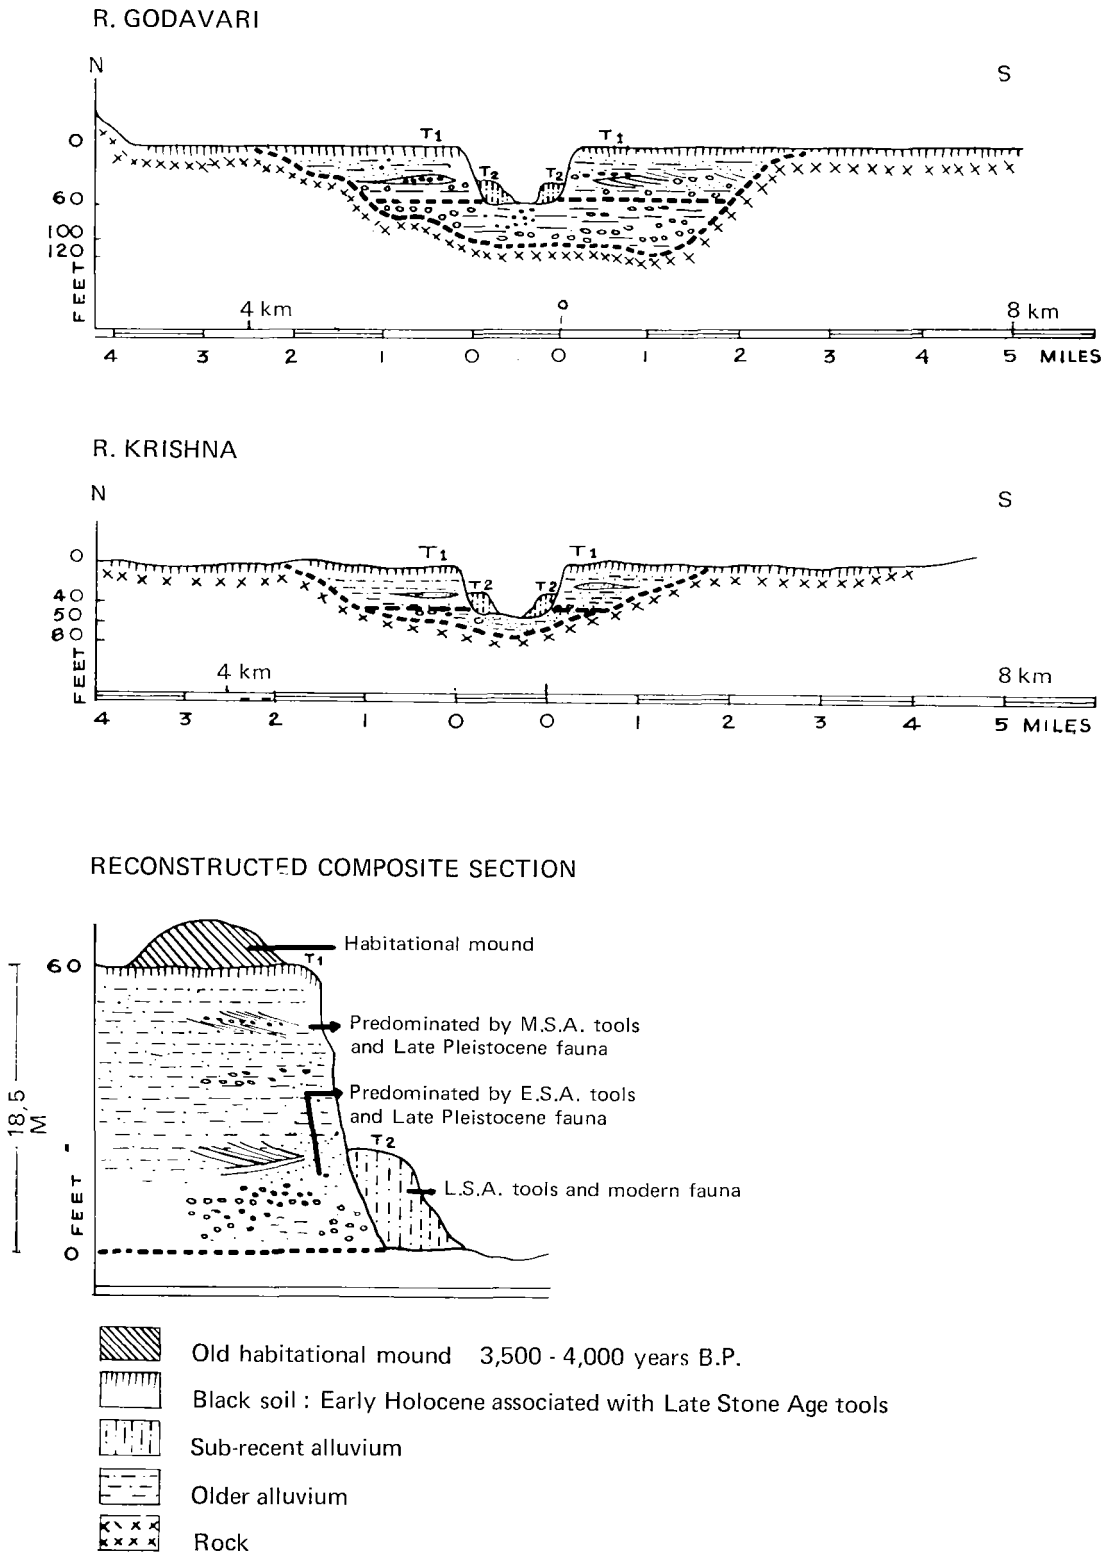 R. GODAVARI
N S
T1 T1
0
T2 T2
60
100
120
FEET
4 km 0 8 km
4 3 2 1 0 0 1 2 3 4 5 MILES
R. KRISHNA
N S
T1 T1
0
T2 T2
40
50
80
FEET
4 km 8 km
4 3 2 1 0 0 1 2 3 4 5 MILES
RECONSTRUCTED COMPOSITE SECTION
Habitational mound
T1
60
Predominated by M.S.A. tools
and Late Pleistocene fauna
Predominated by E.S.A. tools
and Late Pleistocene fauna
18,5
M
T2
L.S.A. tools and modern fauna
FEET
0
Old habitational mound 3,500 - 4,000 years B.P.
Black soil : Early Holocene associated with Late Stone Age tools
Sub-recent alluvium
Older alluvium
Rock